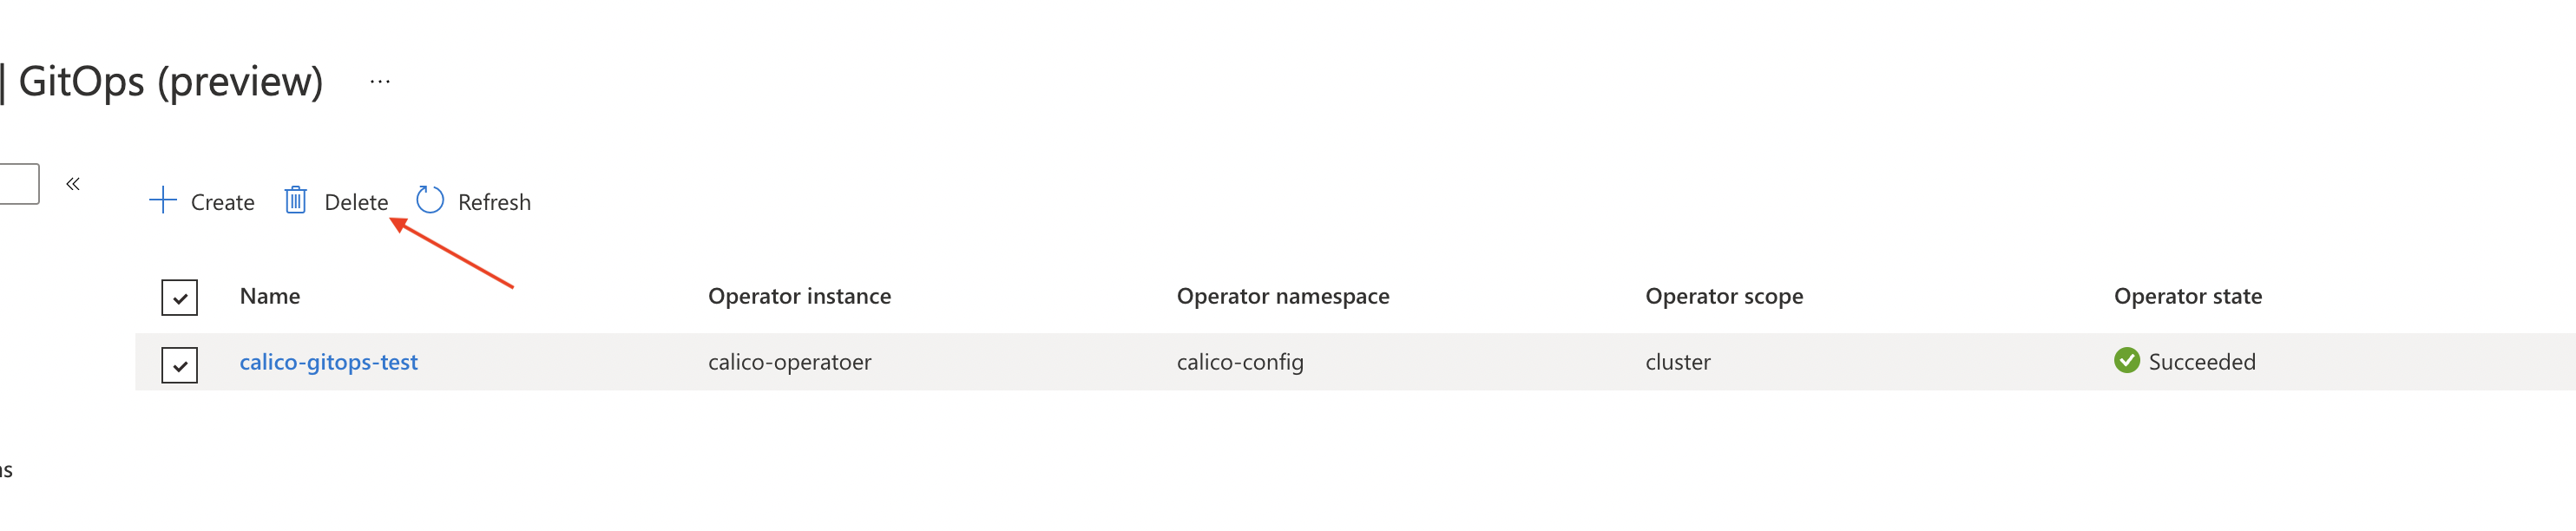 | GitOps (preview) ...
«
Create Delete Refresh
Name Operator instance Operator namespace Operator scope Operator state
calico-gitops-test calico-operatoer calico-config cluster Succeeded
ns